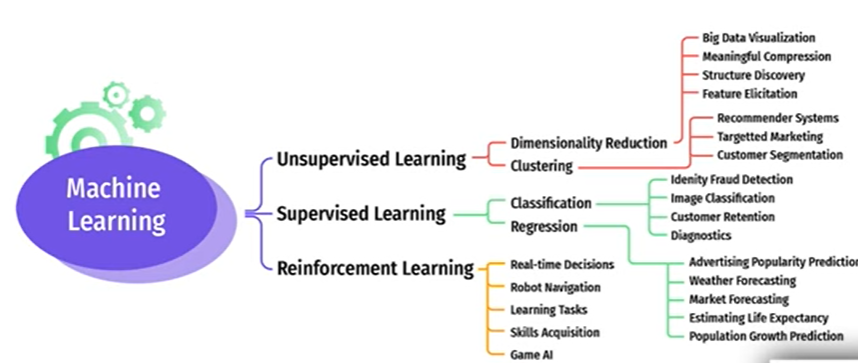 Machine
Learning
Unsupervised Learning
Dimensionality Reduction
Big Data Visualization
Meaningful Compression
Structure Discovery
Feature Elicitation
Clustering
Recommender Systems
Targetted Marketing
Customer Segmentation
Supervised Learning
Classification
Idenity Fraud Detection
Image Classification
Customer Retention
Diagnostics
Regression
Advertising Popularity Prediction
Weather Forecasting
Market Forecasting
Estimating Life Expectancy
Population Growth Prediction
Reinforcement Learning
Real-time Decisions
Robot Navigation
Learning Tasks
Skills Acquisition
Game AI